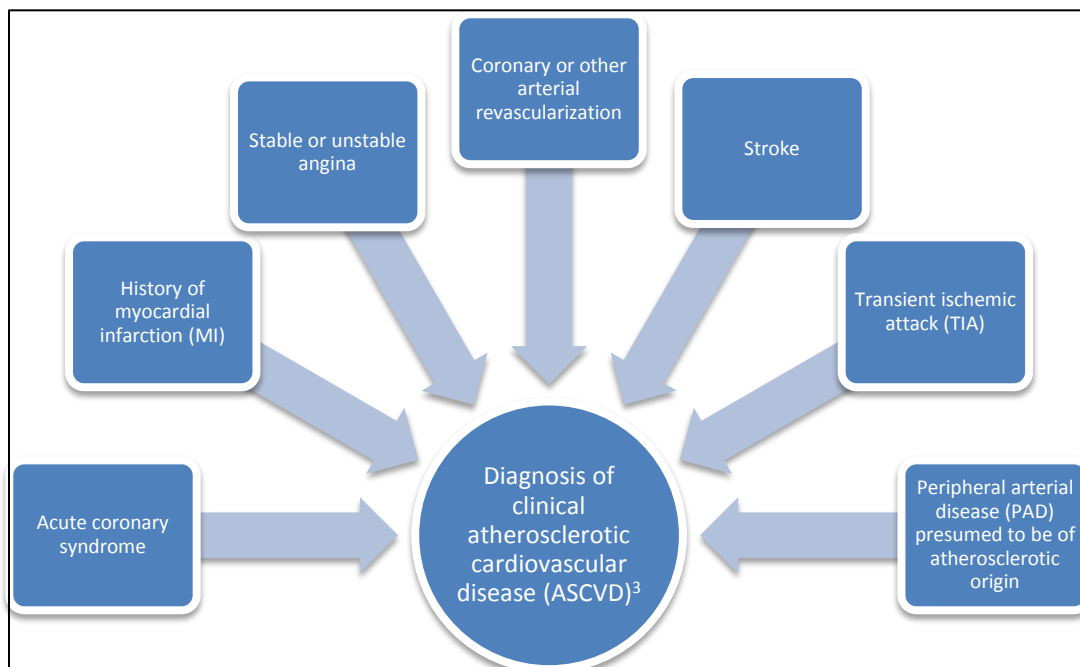 Coronary or other
arterial
revascularization
Stable or unstable
angina
Stroke
History of
myocardial
infarction (MI)
Transient ischemic
attack (TIA)
Acute coronary
syndrome
Diagnosis of
clinical
atherosclerotic
cardiovascular
disease (ASCVD)³
Peripheral arterial
disease (PAD)
presumed to be of
atherosclerotic
origin